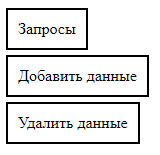 Запросы
Добавить данные
Удалить данные